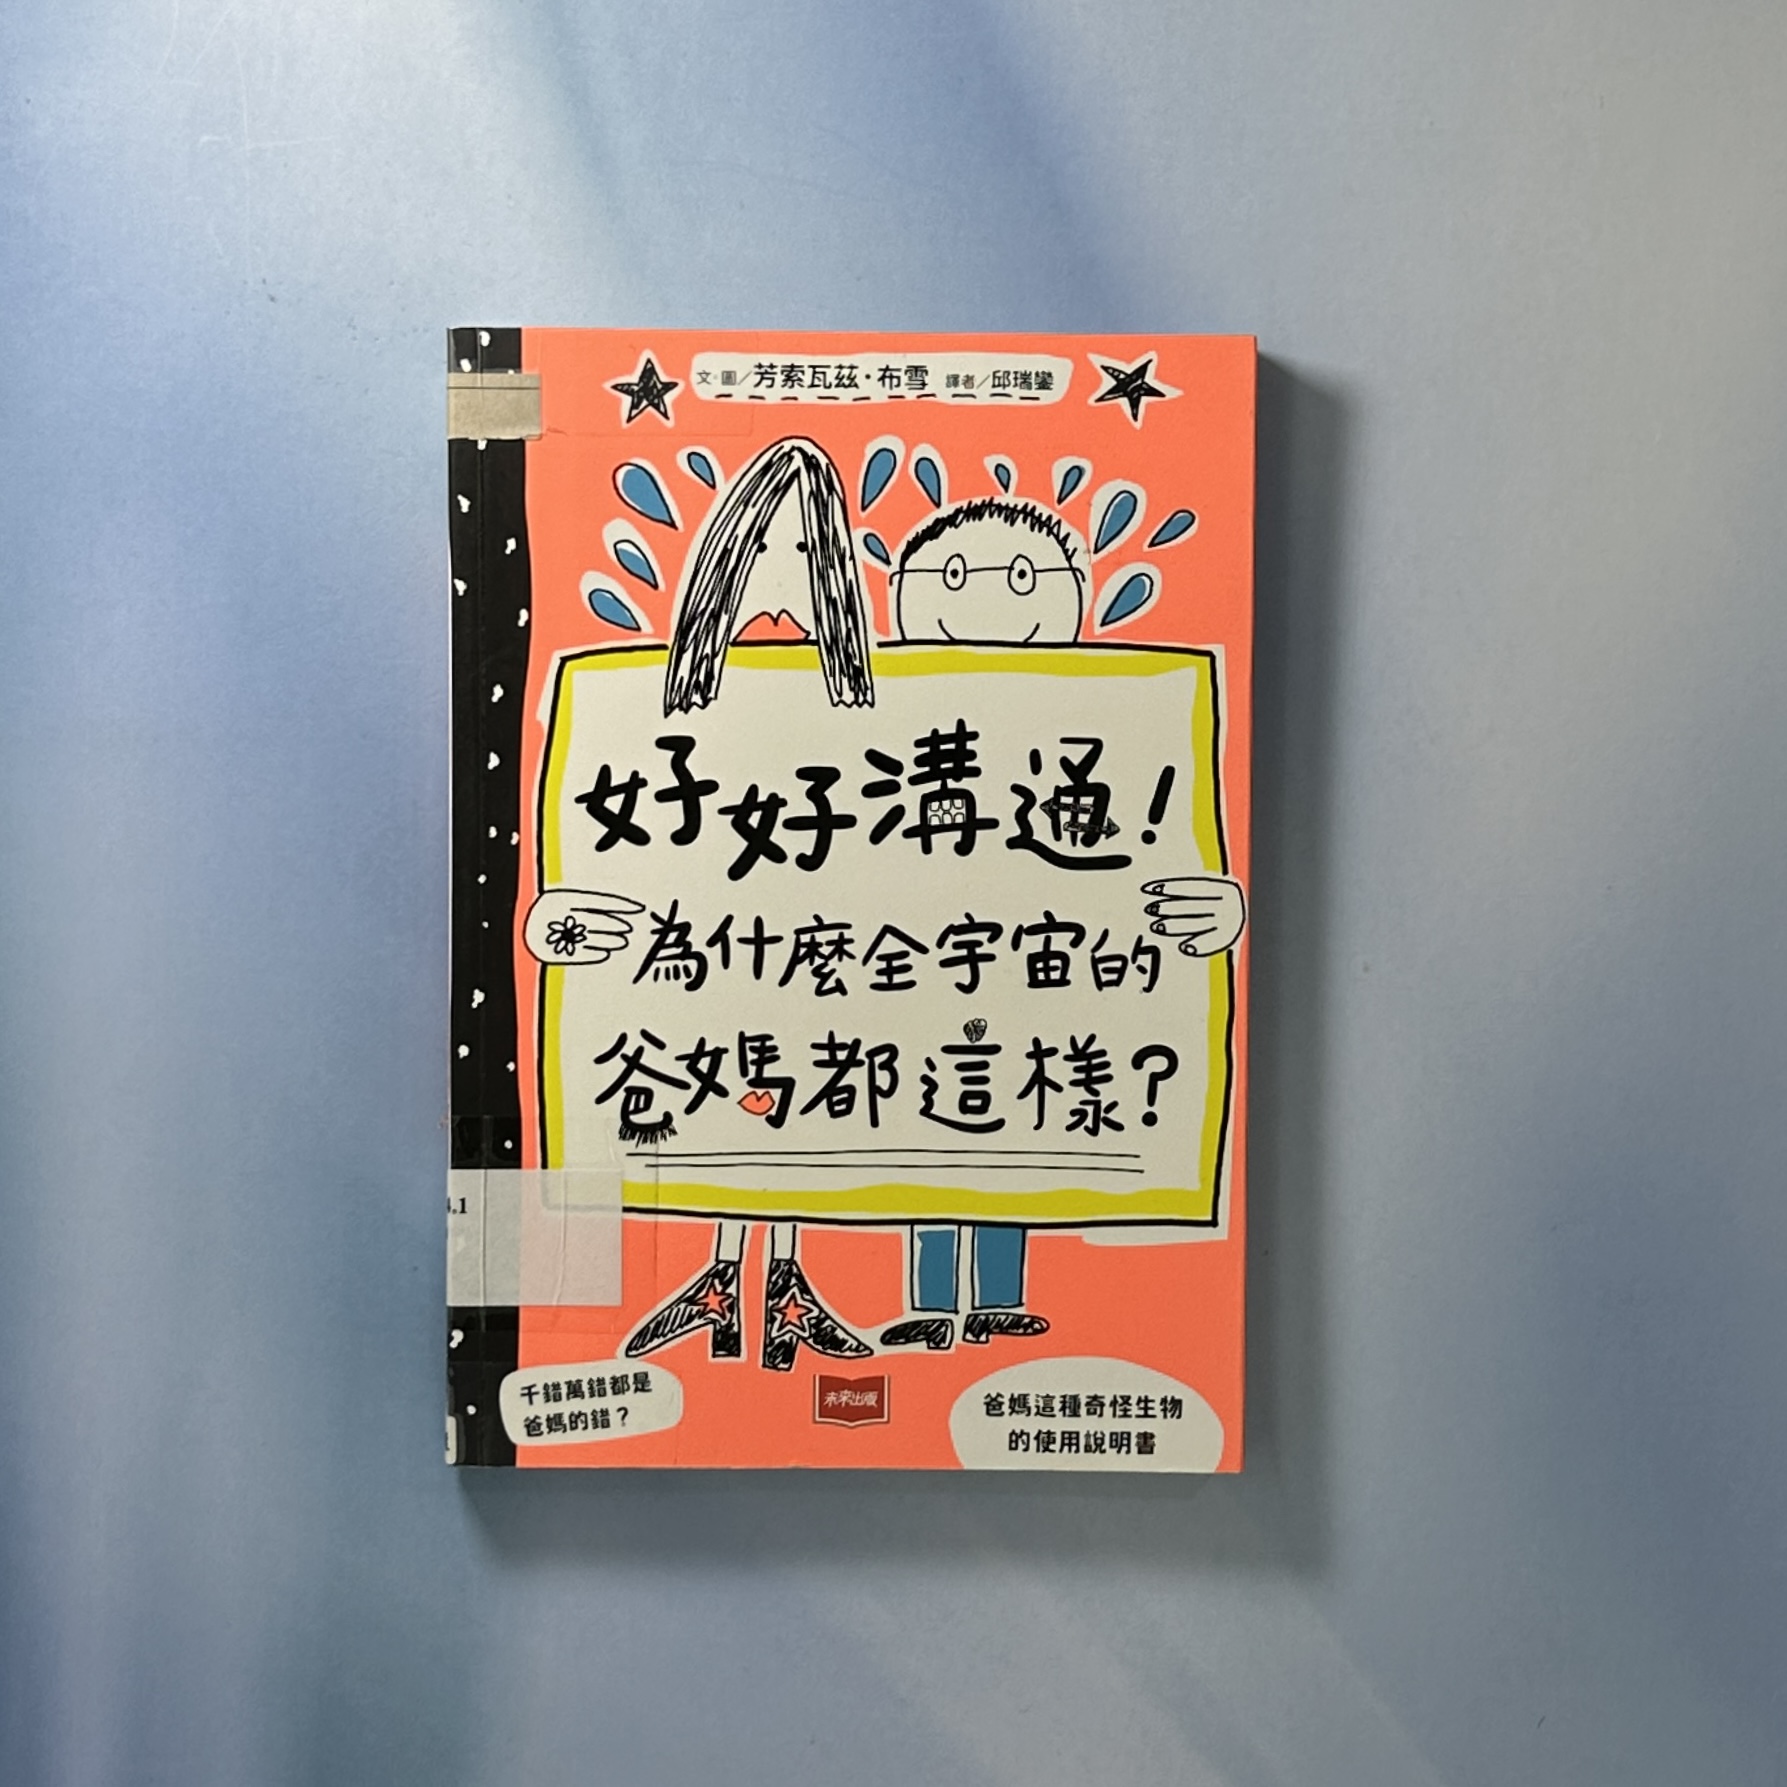 文·圖／芳索瓦茲·布雪 譯者／邱瑞鑾
好好溝通！
為什麼全宇宙的
爸媽都這樣？
.1
千錯萬錯都是
爸媽的錯？
未來出版
爸媽這種奇怪生物
的使用說明書